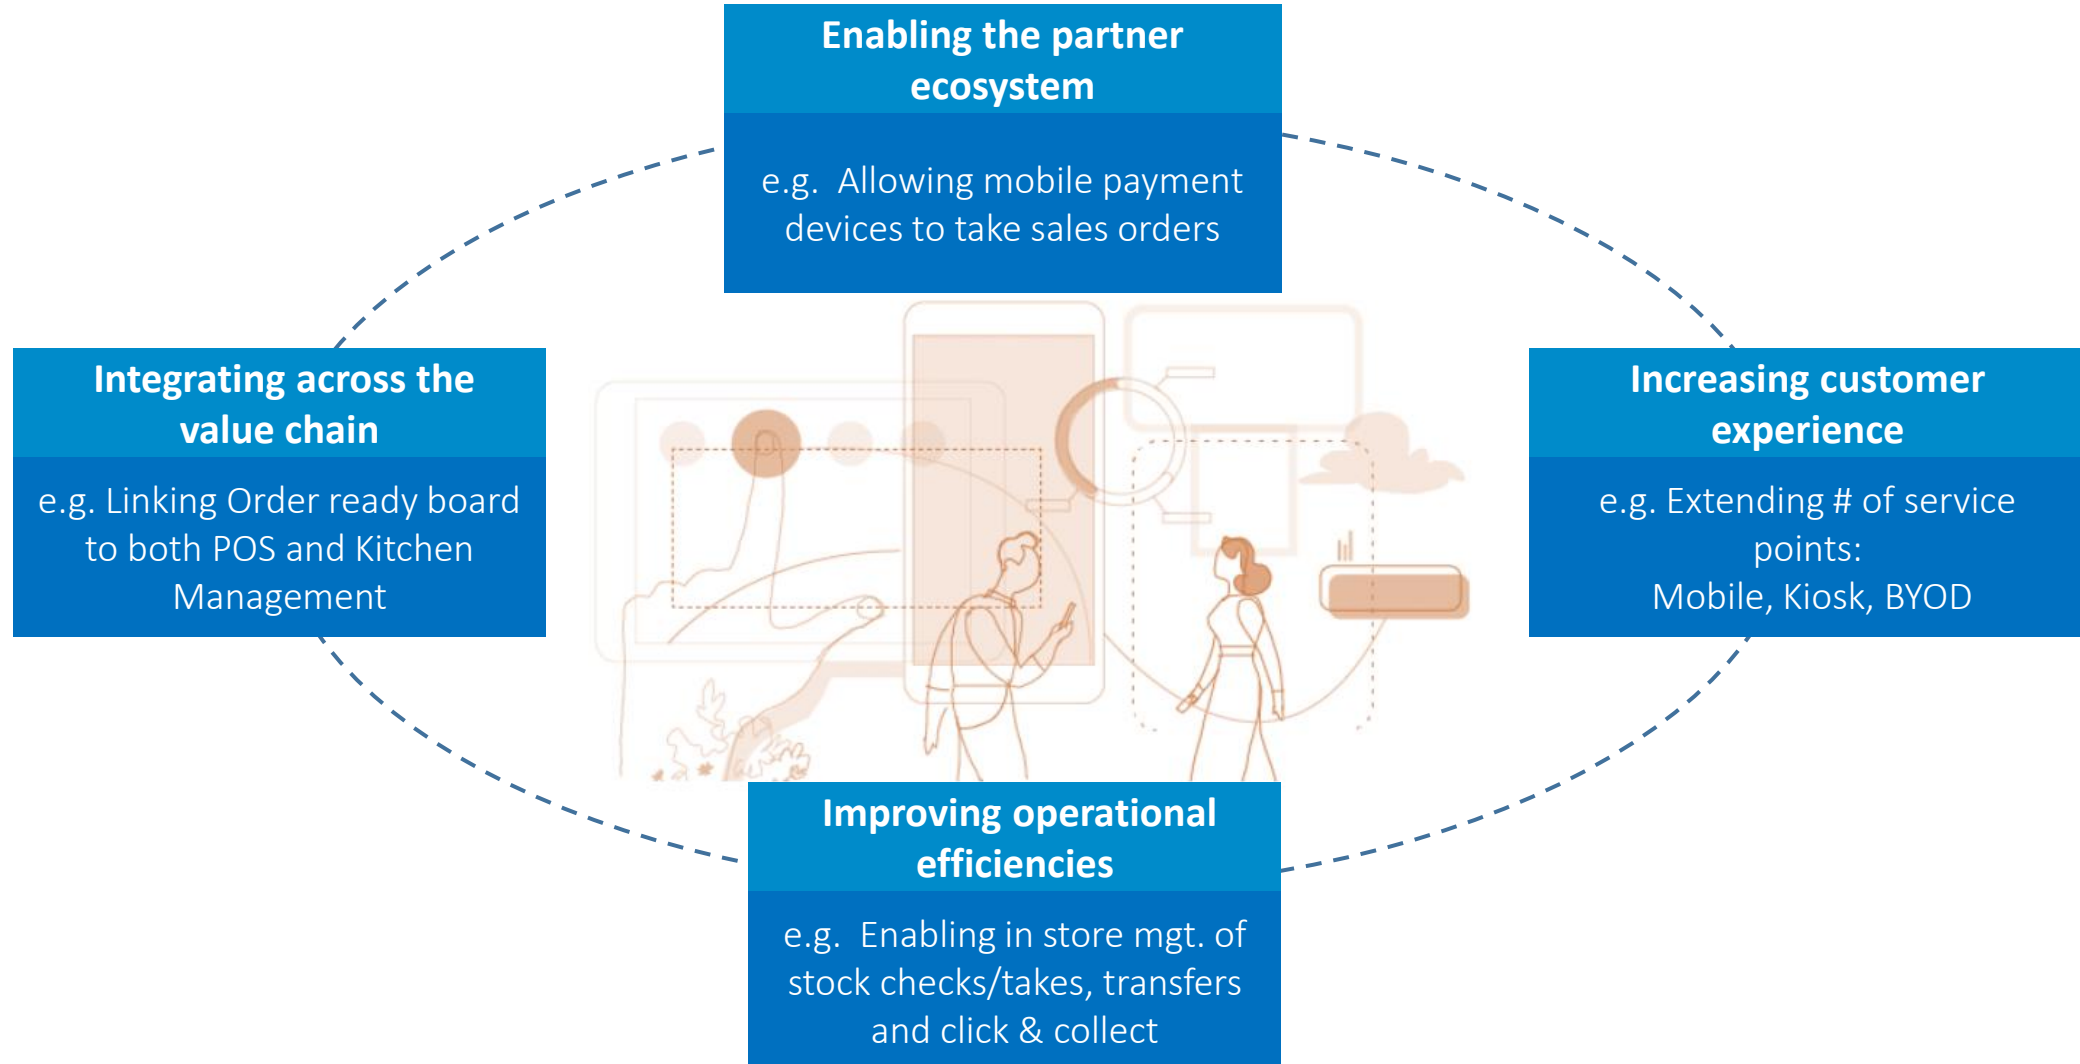 Enabling the partner
ecosystem
e.g. Allowing mobile payment
devices to take sales orders
Integrating across the
value chain
e.g. Linking Order ready board
to both POS and Kitchen
Management
Increasing customer
experience
e.g. Extending # of service
points:
Mobile, Kiosk, BYOD
Improving operational
efficiencies
e.g. Enabling in store mgt. of
stock checks/takes, transfers
and click & collect